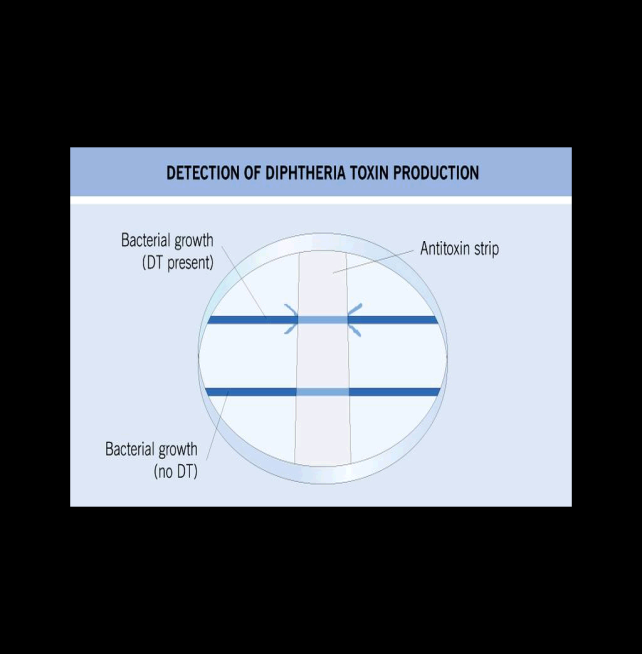 DETECTION OF DIPHTHERIA TOXIN PRODUCTION
Bacterial growth
(DT present)
Antitoxin strip
Bacterial growth
(no DT)